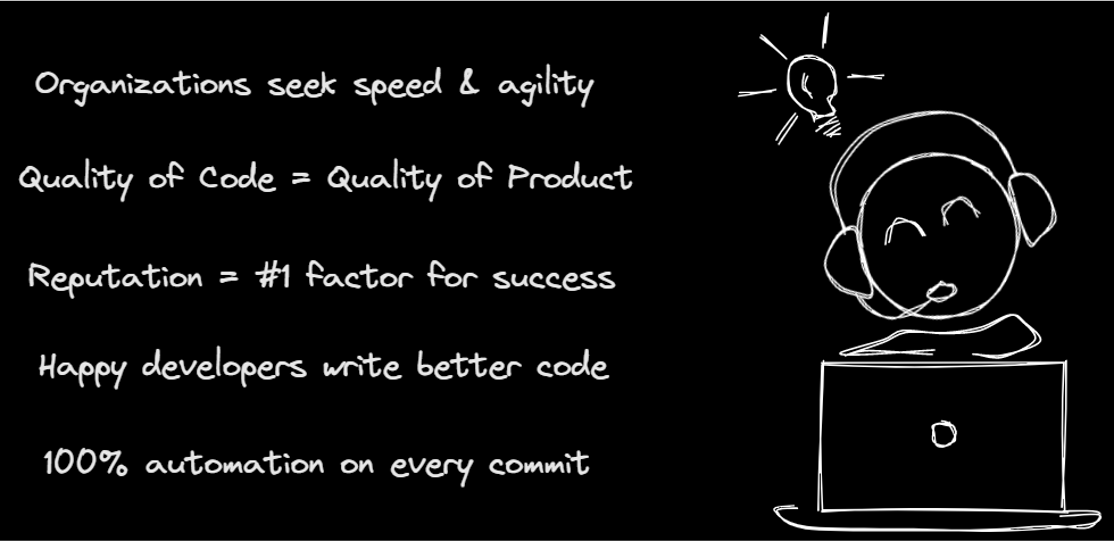 Organizations seek speed & agility
Quality of Code = Quality of Product
Reputation = #1 factor for success
Happy developers write better code
100% automation on every commit